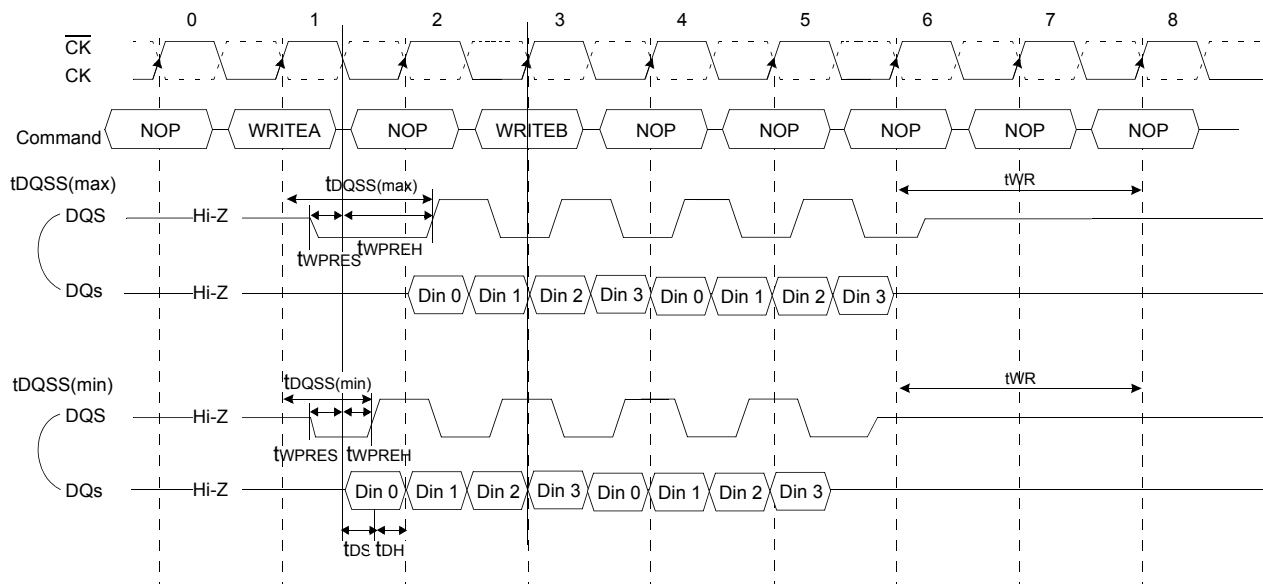 0 1 2 3 4 5 6 7 8
CK
CK
Command NOP WRITEA NOP WRITEB NOP NOP NOP NOP NOP
tDQSS(max) tDQSS(max) tWR
DQS Hi-Z
tWPRES tWPREH
DQs Hi-Z Din 0 Din 1 Din 2 Din 3 Din 0 Din 1 Din 2 Din 3
tDQSS(min) tDQSS(min) tWR
DQS Hi-Z
tWPRES tWPREH
DQs Hi-Z Din 0 Din 1 Din 2 Din 3 Din 0 Din 1 Din 2 Din 3
tDS tDH